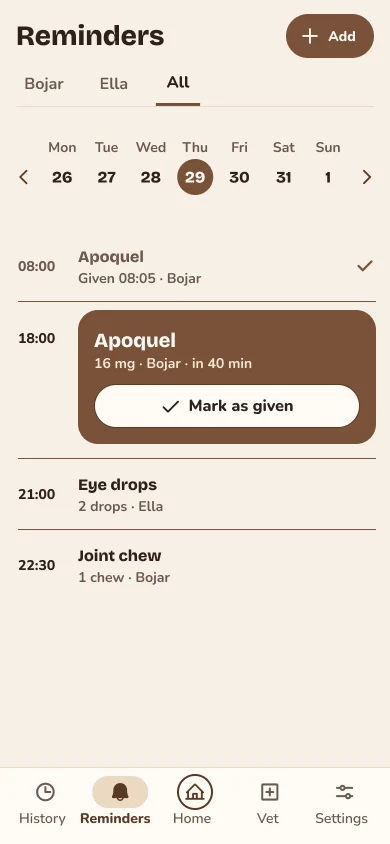 Reminders
Add
Bojar Ella All
Mon Tue Wed Thu Fri Sat Sun
26 27 28 29 30 31 1
08:00 Apoquel
Given 08:05 · Bojar
18:00 Apoquel
16 mg · Bojar · in 40 min
Mark as given
21:00 Eye drops
2 drops · Ella
22:30 Joint chew
1 chew · Bojar
History Reminders Home Vet Settings